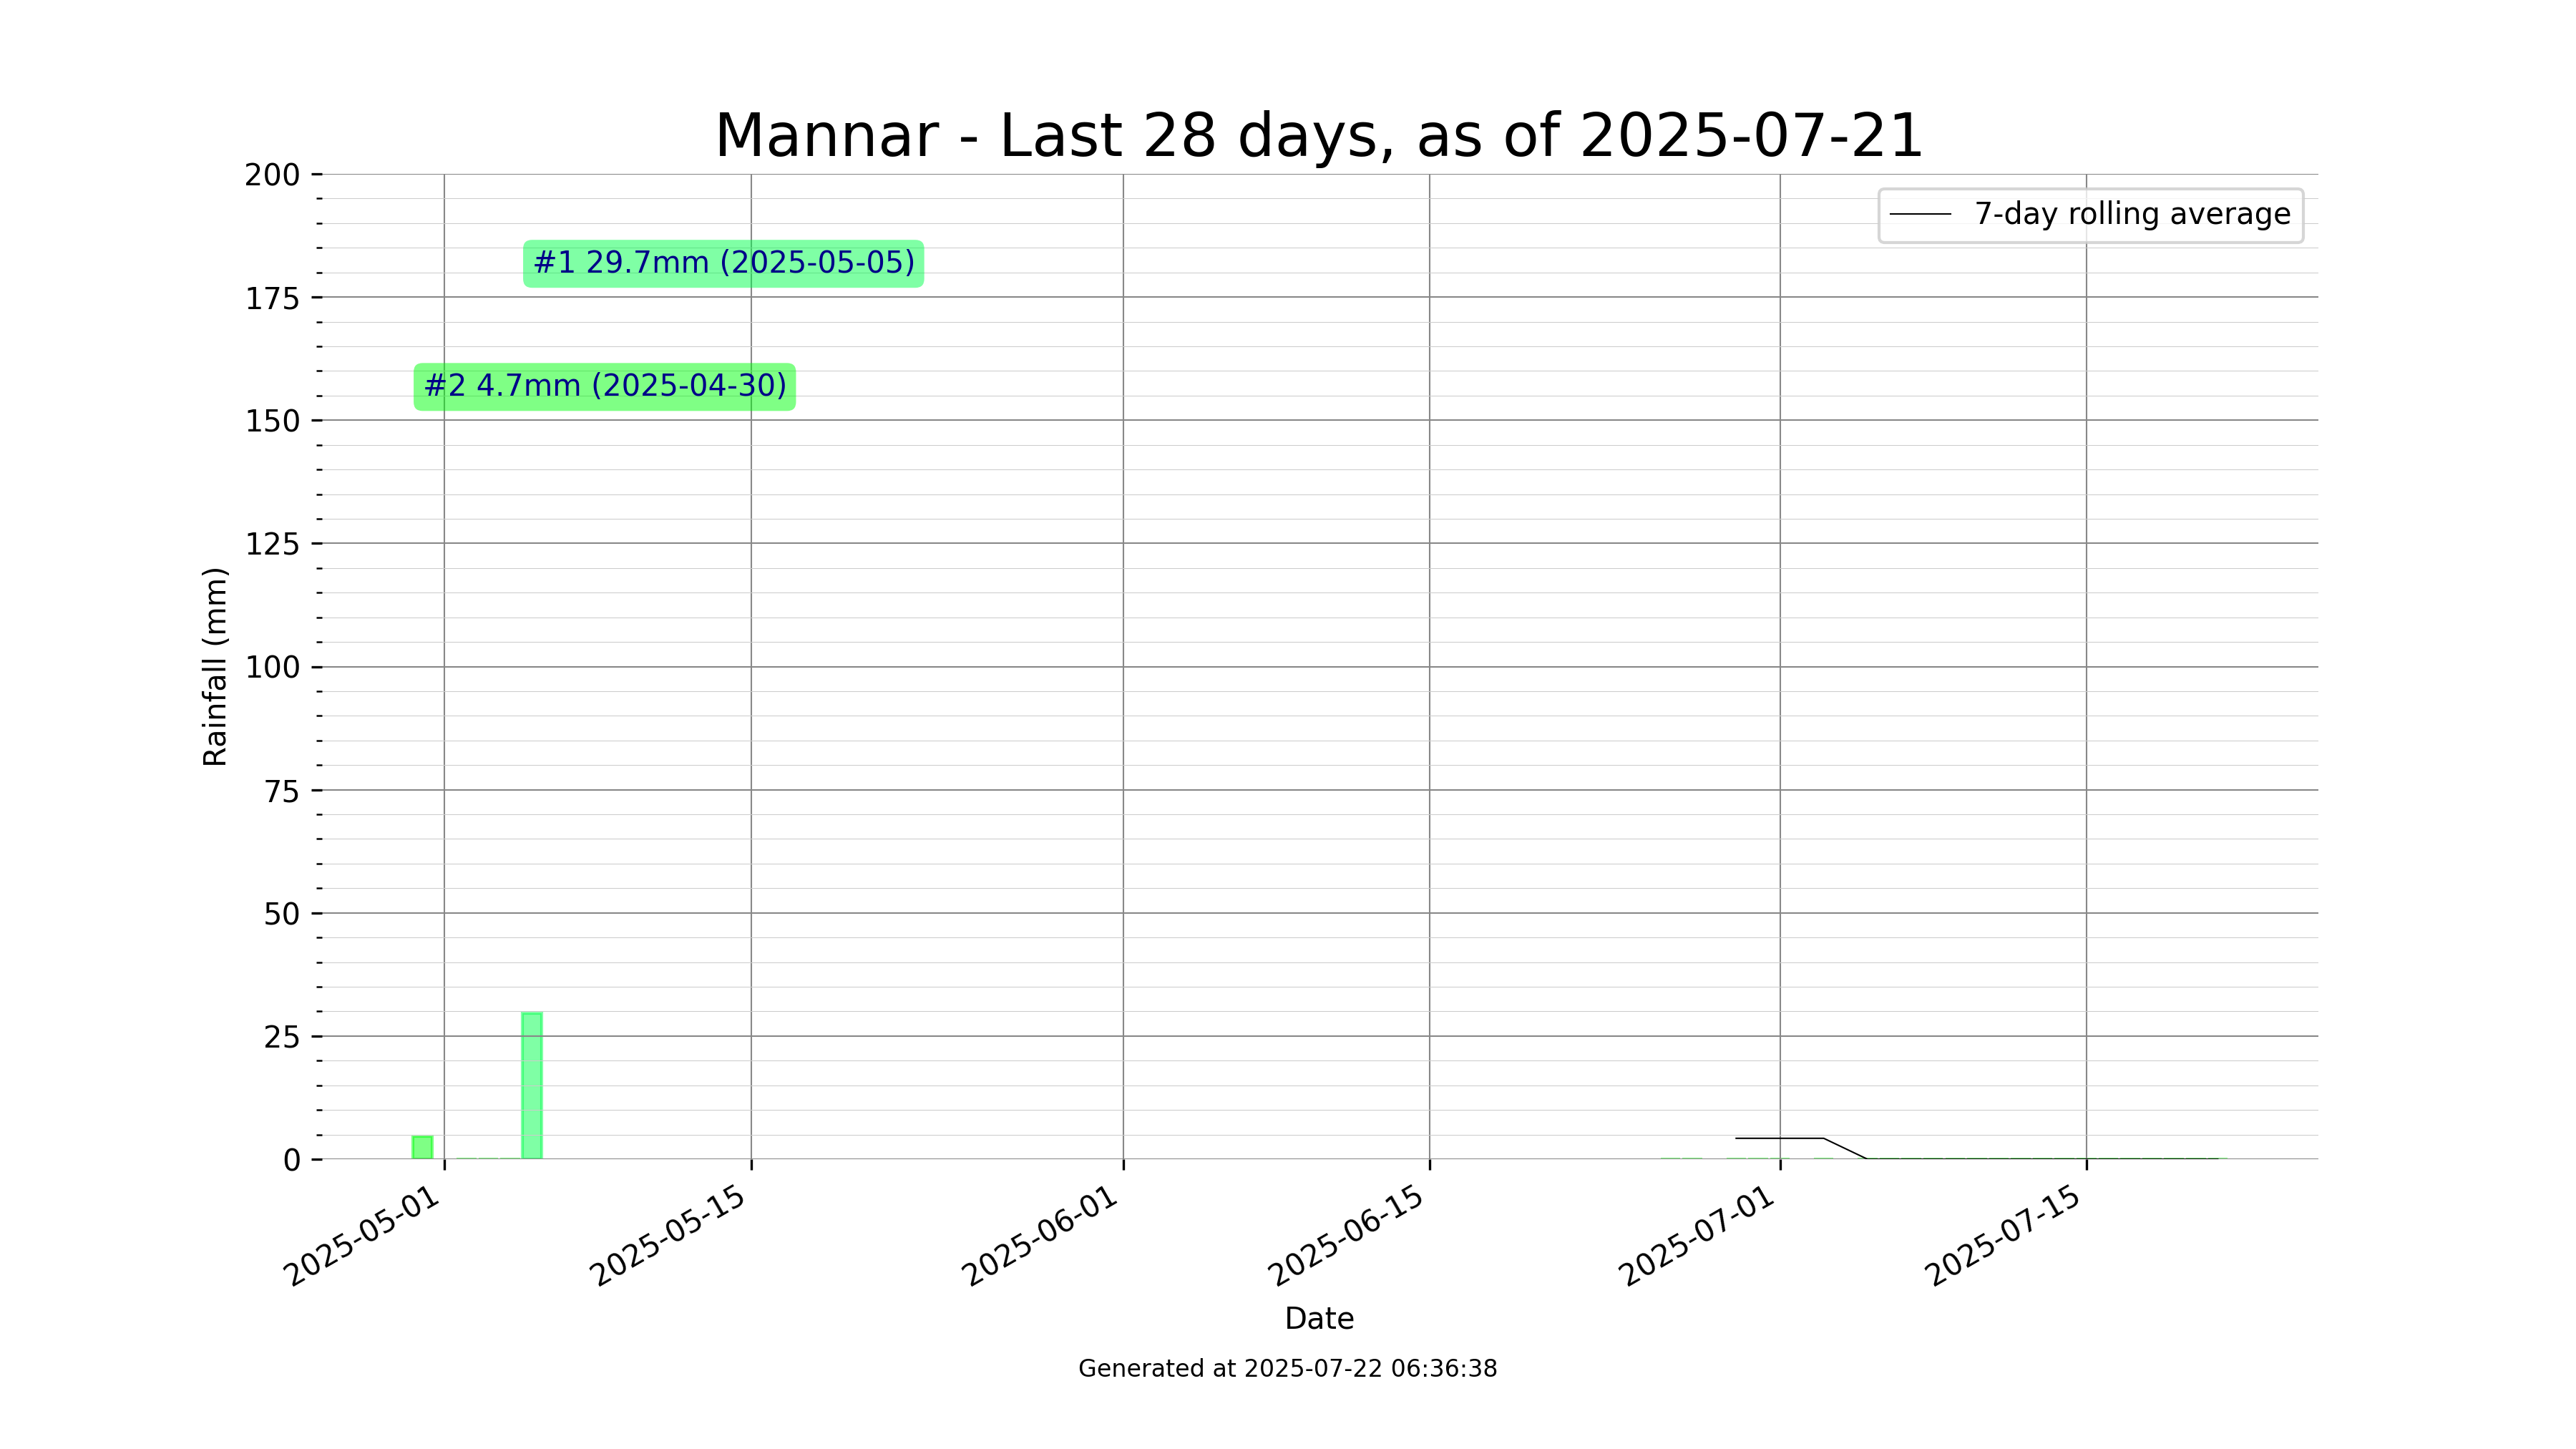 Mannar - Last 28 days, as of 2025-07-21
200
175
150
125
100
75
50
25
0
Rainfall (mm)
7-day rolling average
#1 29.7mm (2025-05-05)
#2 4.7mm (2025-04-30)
2025-05-01
2025-05-15
2025-06-01
2025-06-15
2025-07-01
2025-07-15
Date
Generated at 2025-07-22 06:36:38